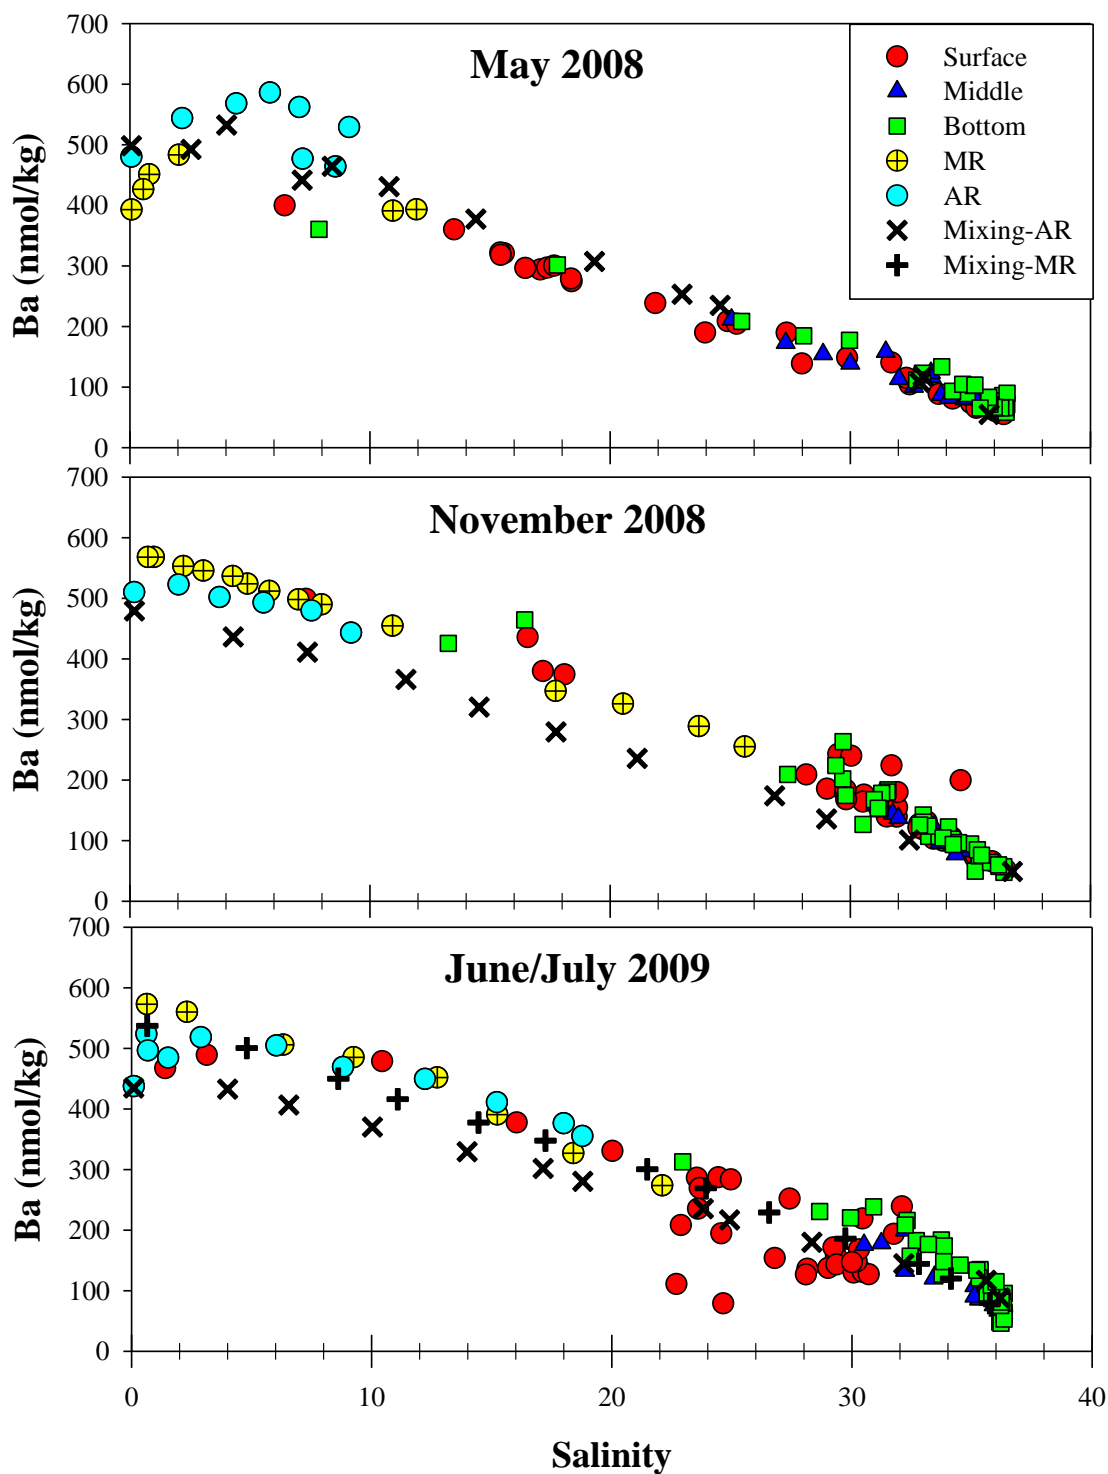 700
600
500
400
300
200
100
0
Ba (nmol/kg)
May 2008
Surface
Middle
Bottom
MR
AR
Mixing-AR
Mixing-MR
700
600
500
400
300
200
100
0
Ba (nmol/kg)
November 2008
700
600
500
400
300
200
100
0
Ba (nmol/kg)
June/July 2009
0 10 20 30 40
Salinity